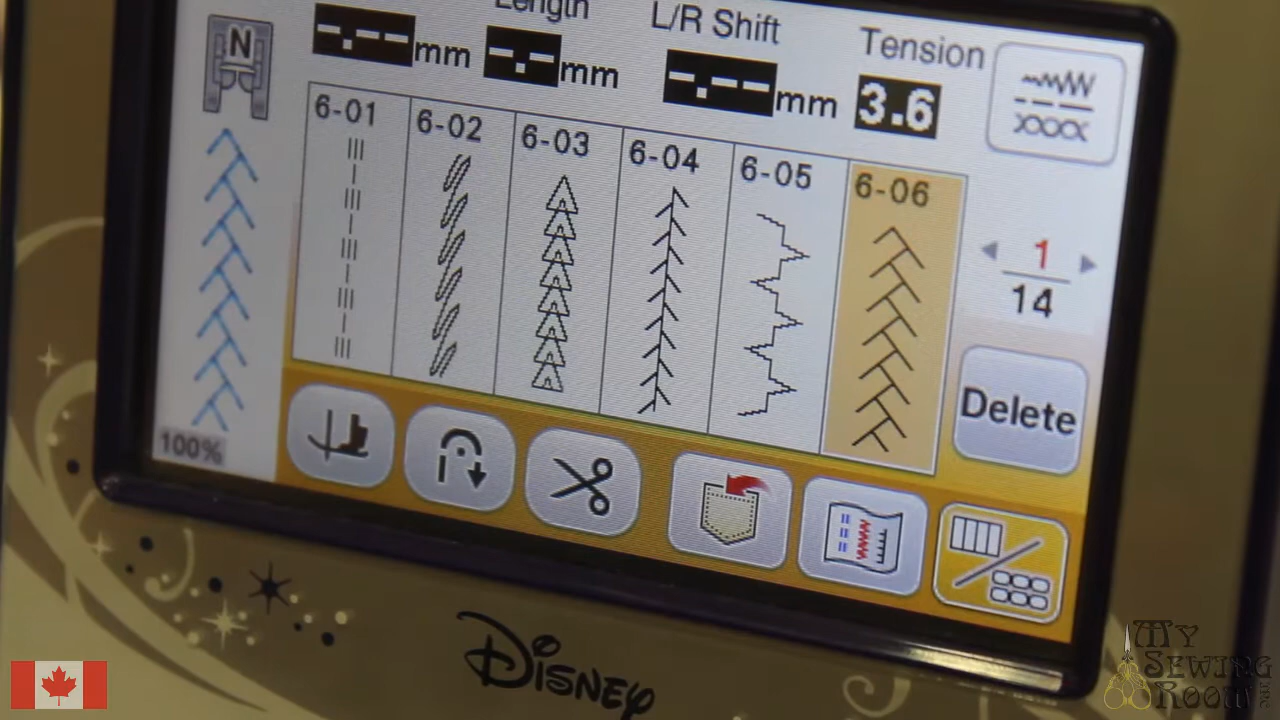 Length L/R Shift Tension
-.--mm -.-mm -.--mm 3.6
N
6-01 6-02 6-03 6-04 6-05 6-06
1
14
Delete
100%
DISNEY
My
Sewing
Room